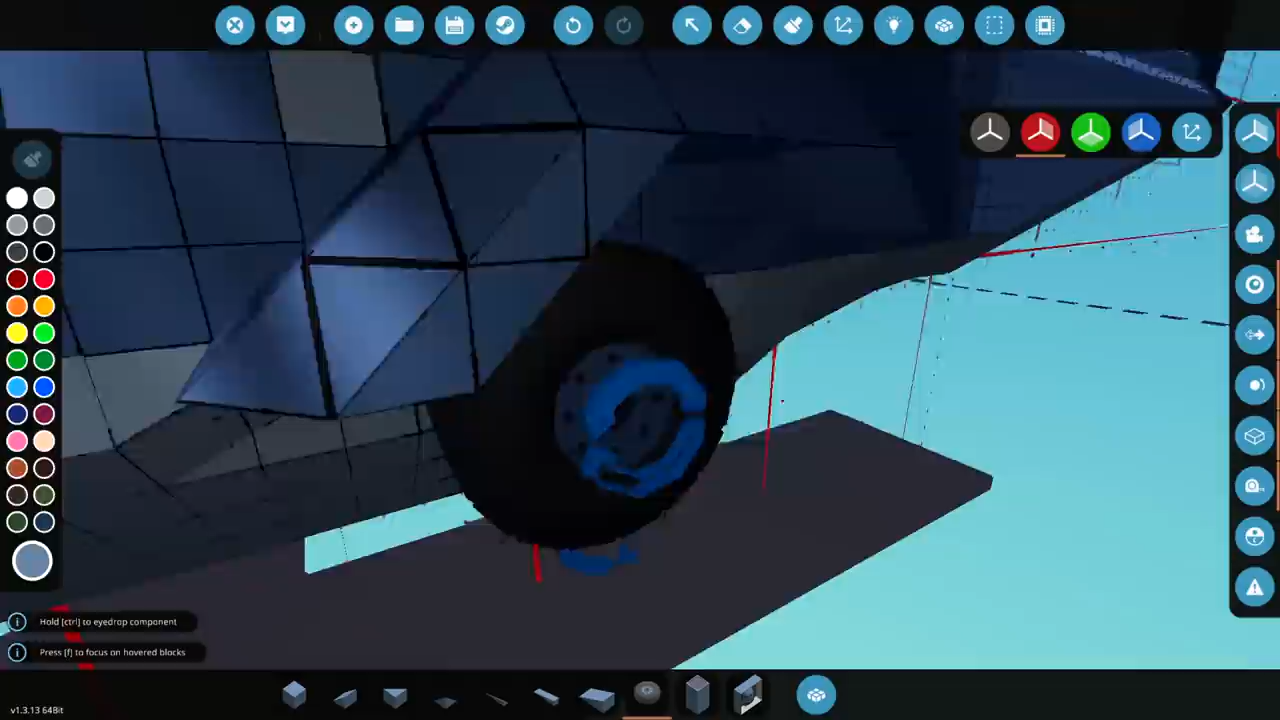 Hold [ctrl] to eyedrop component
Press [f] to focus on hovered blocks
v1.3.13 64Bit